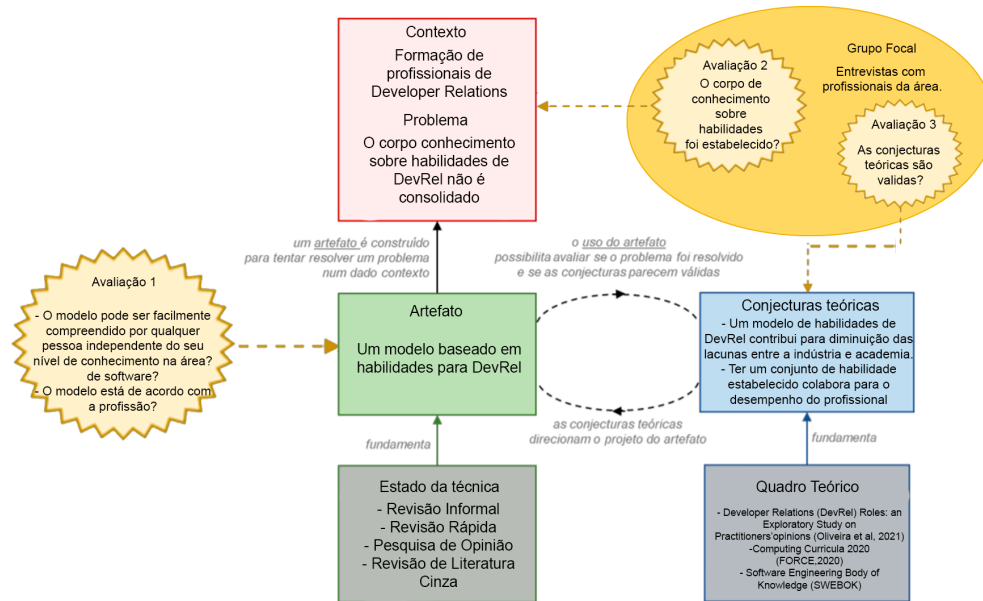 Contexto
Formação de
profissionais de
Developer Relations
Problema
O corpo conhecimento
sobre habilidades de
DevRel não é
consolidado
Grupo Focal
Entrevistas com
profissionais da área.
Avaliação 2
O corpo de
conhecimento
sobre
habilidades
foi estabelecido?
Avaliação 3
As conjecturas
teóricas são
validas?
um artefato é construído
para tentar resolver um problema
num dado contexto
o uso do artefato
possibilita avaliar se o problema foi resolvido
e se as conjecturas parecem válidas
Avaliação 1
- O modelo pode ser facilmente
compreendido por qualquer
pessoa independente do seu
nível de conhecimento na área?
de software?
- O modelo está de acordo com
a profissão?
Artefato
Um modelo baseado em
habilidades para DevRel
Conjecturas teóricas
- Um modelo de habilidades de
DevRel contribui para diminuição das
lacunas entre a indústria e academia.
- Ter um conjunto de habilidade
estabelecido colabora para o
desempenho do profissional
as conjecturas teóricas
direcionam o projeto do artefato
fundamenta
fundamenta
Estado da técnica
- Revisão Informal
- Revisão Rápida
- Pesquisa de Opinião
- Revisão de Literatura
Cinza
Quadro Teórico
- Developer Relations (DevRel) Roles: an
Exploratory Study on
Practitioners'opinions (Oliveira et al, 2021)
-Computing Curricula 2020
(FORCE,2020)
- Software Engineering Body of
Knowledge (SWEBOK)